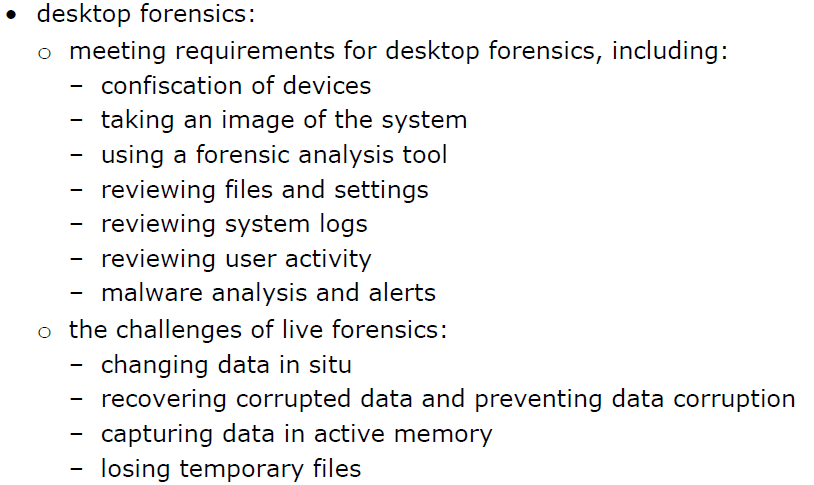 • desktop forensics:
o meeting requirements for desktop forensics, including:
− confiscation of devices
− taking an image of the system
− using a forensic analysis tool
− reviewing files and settings
− reviewing system logs
− reviewing user activity
− malware analysis and alerts
o the challenges of live forensics:
− changing data in situ
− recovering corrupted data and preventing data corruption
− capturing data in active memory
− losing temporary files